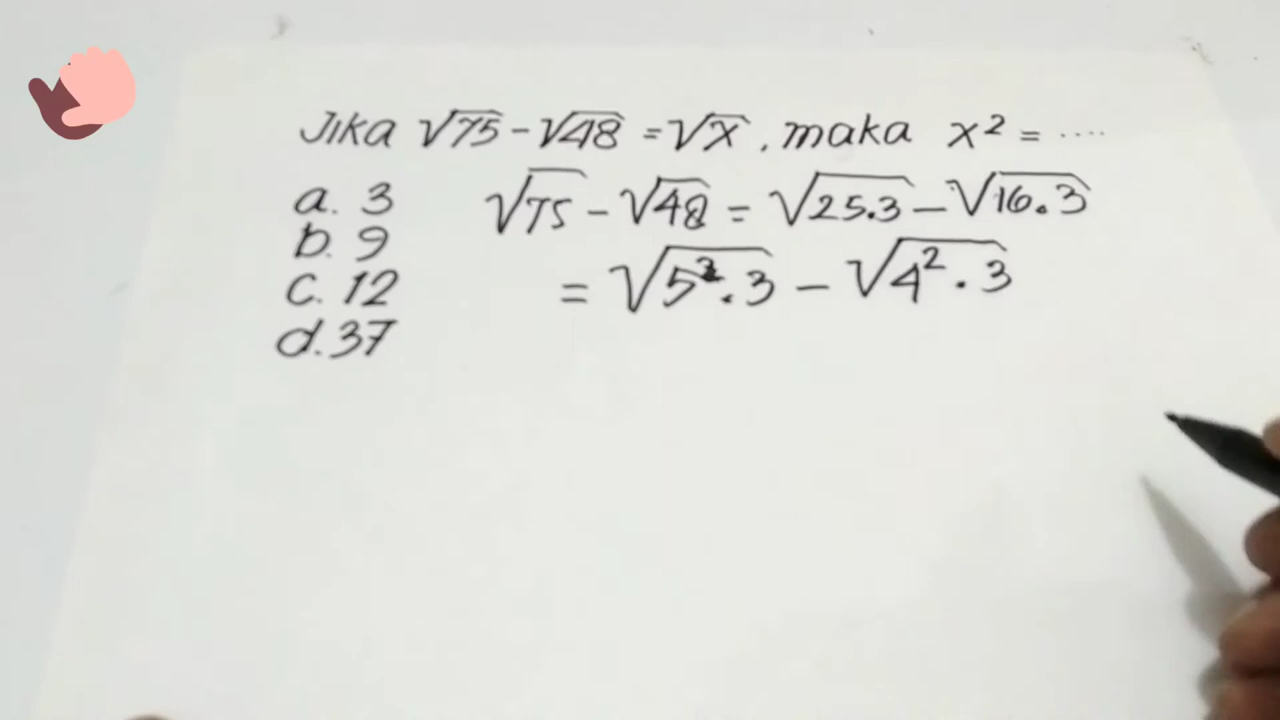 Jika √75 - √48 = √x, maka x² = ....
a. 3
b. 9
c. 12
d. 37
√75 - √48 = √25.3 - √16.3
= √5².3 - √4².3